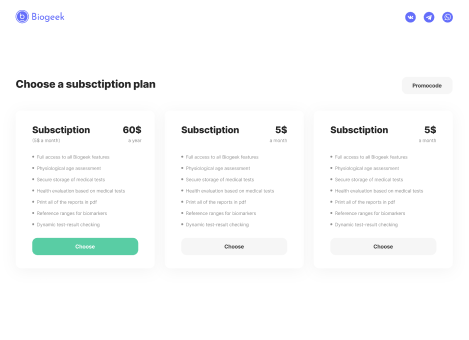 Biogeek
Choose a subsctiption plan
Promocode
Subsctiption 60$
(5$ a month) a year
Full access to all Biogeek features
Physiological age assessment
Secure storage of medical tests
Health evaluation based on medical tests
Print all of the reports in pdf
Reference ranges for biomarkers
Dynamic test-result checking
Choose
Subsctiption 5$
a month
Full access to all Biogeek features
Physiological age assessment
Secure storage of medical tests
Health evaluation based on medical tests
Print all of the reports in pdf
Reference ranges for biomarkers
Dynamic test-result checking
Choose
Subsctiption 5$
a month
Full access to all Biogeek features
Physiological age assessment
Secure storage of medical tests
Health evaluation based on medical tests
Print all of the reports in pdf
Reference ranges for biomarkers
Dynamic test-result checking
Choose